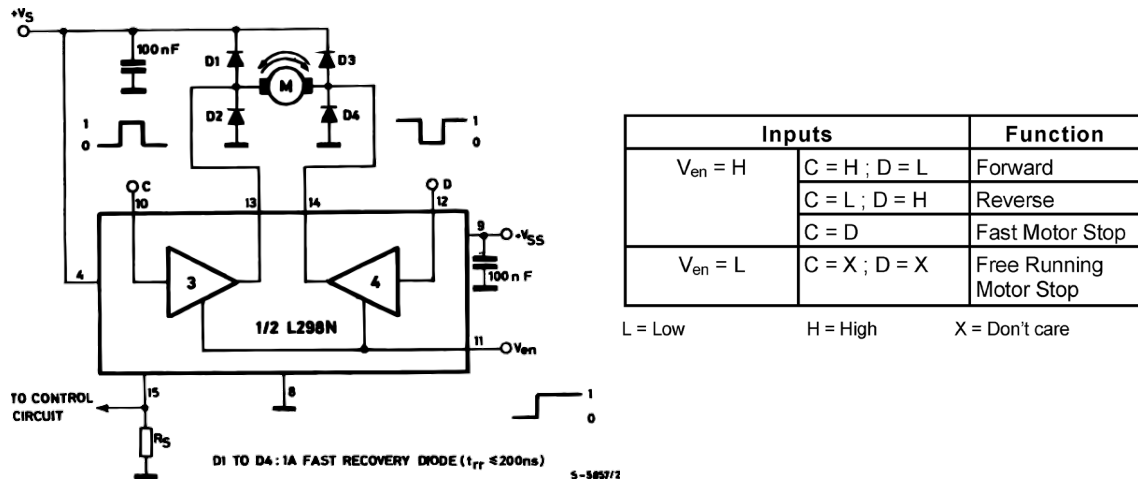 +VS
100nF
D1
D3
M
D2
D4
1
0
1
0
C
D
10
13
14
12
9
+VSS
100nF
4
3
4
1/2 L298N
11
Ven
15
8
TO CONTROL
CIRCUIT
RS
1
0
D1 TO D4 : 1A FAST RECOVERY DIODE (trr ≤ 200ns)
S-5857/2
Inputs Function
Ven = H C = H ; D = L Forward
C = L ; D = H Reverse
C = D Fast Motor Stop
Ven = L C = X ; D = X Free Running
Motor Stop
L = Low H = High X = Don't care